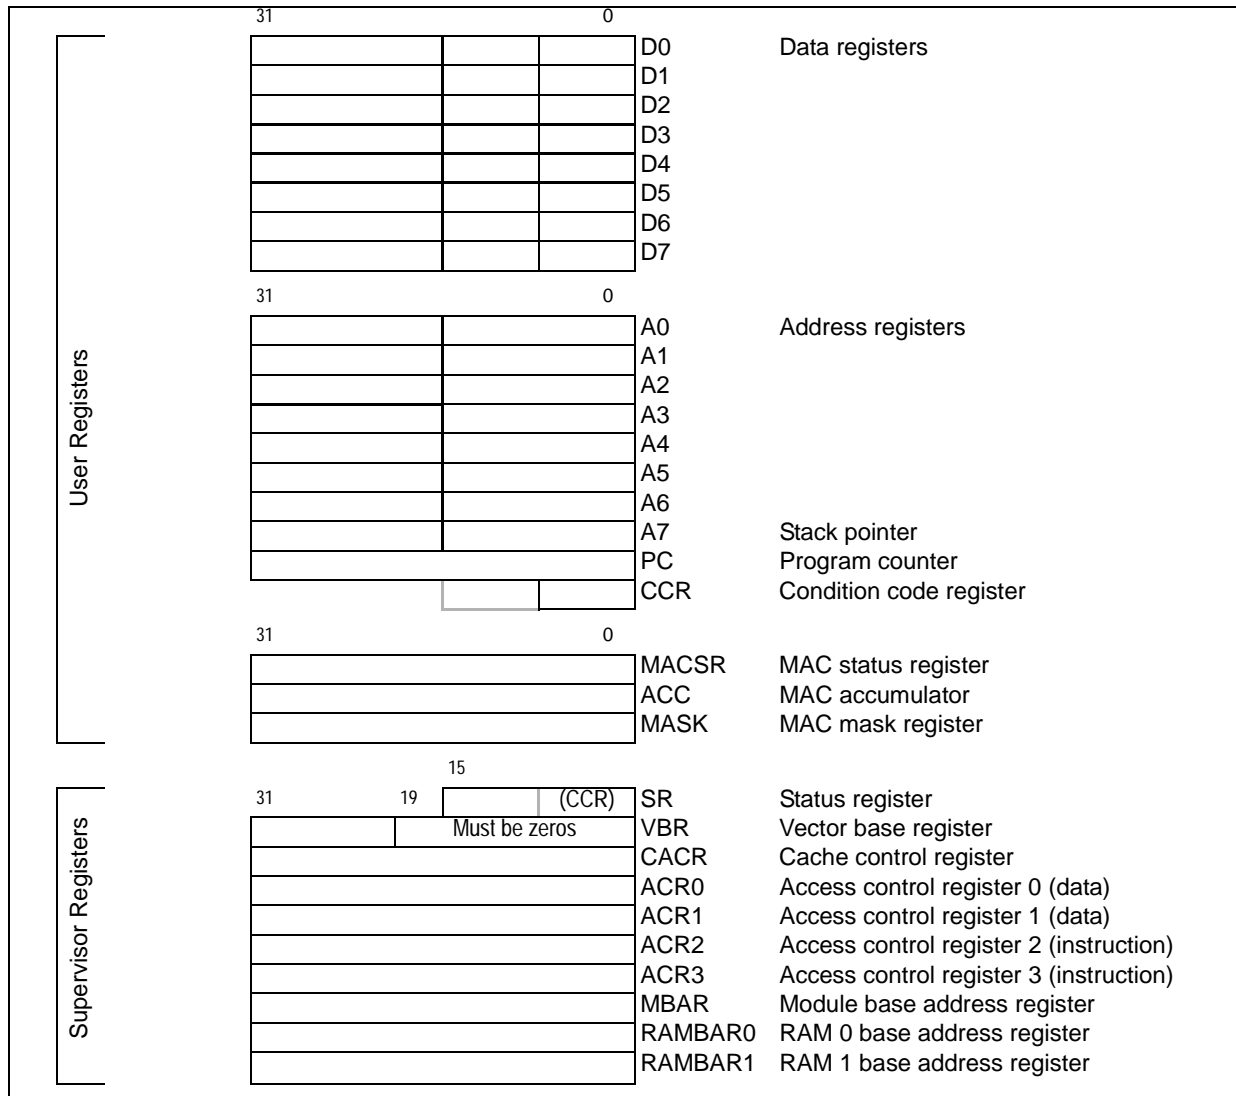 31 0
D0 Data registers
D1
D2
D3
D4
D5
D6
D7
31 0
A0 Address registers
A1
A2
A3
A4
A5
A6
A7 Stack pointer
PC Program counter
CCR Condition code register
31 0
MACSR MAC status register
ACC MAC accumulator
MASK MAC mask register
User Registers
15
31 19 (CCR) SR Status register
Must be zeros VBR Vector base register
CACR Cache control register
ACR0 Access control register 0 (data)
ACR1 Access control register 1 (data)
ACR2 Access control register 2 (instruction)
ACR3 Access control register 3 (instruction)
MBAR Module base address register
RAMBAR0 RAM 0 base address register
RAMBAR1 RAM 1 base address register
Supervisor Registers